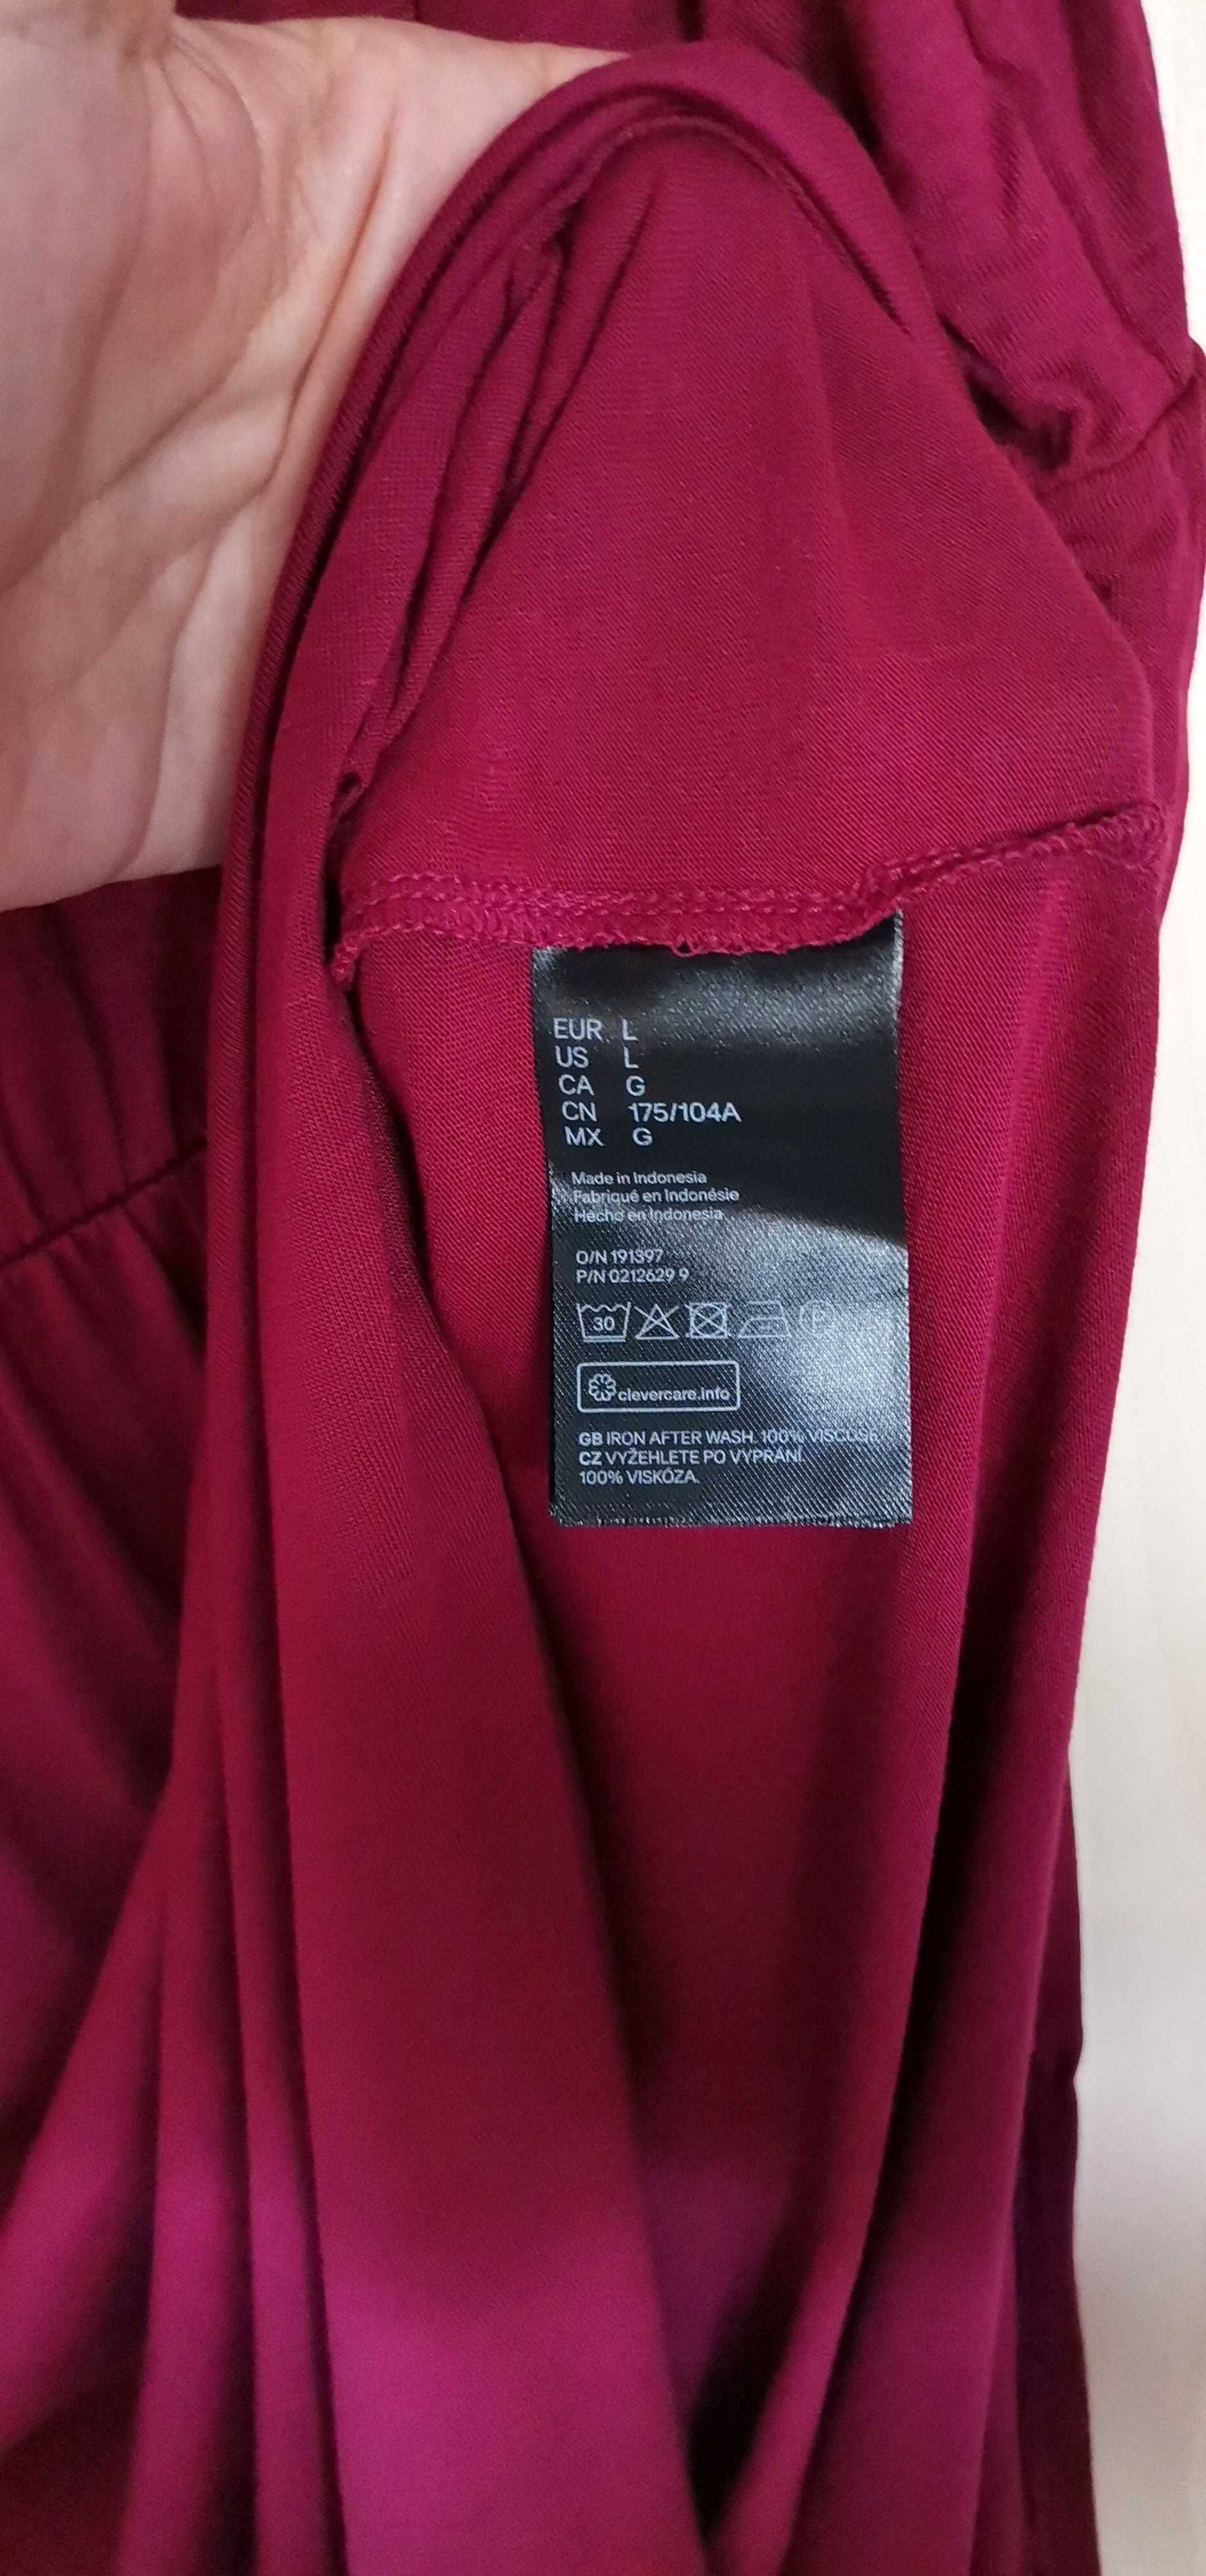 EUR L
US L
CA G
CN 175/104A
MX G
Made in Indonesia
Fabriqué en Indonésie
Hecho en Indonesia
O/N 191397
P/N 0212629 9
30 P
clevercare.info
GB IRON AFTER WASH. 100% VISCOSE.
CZ VYŽEHLETE PO VYPRÁNÍ.
100% VISKÓZA.